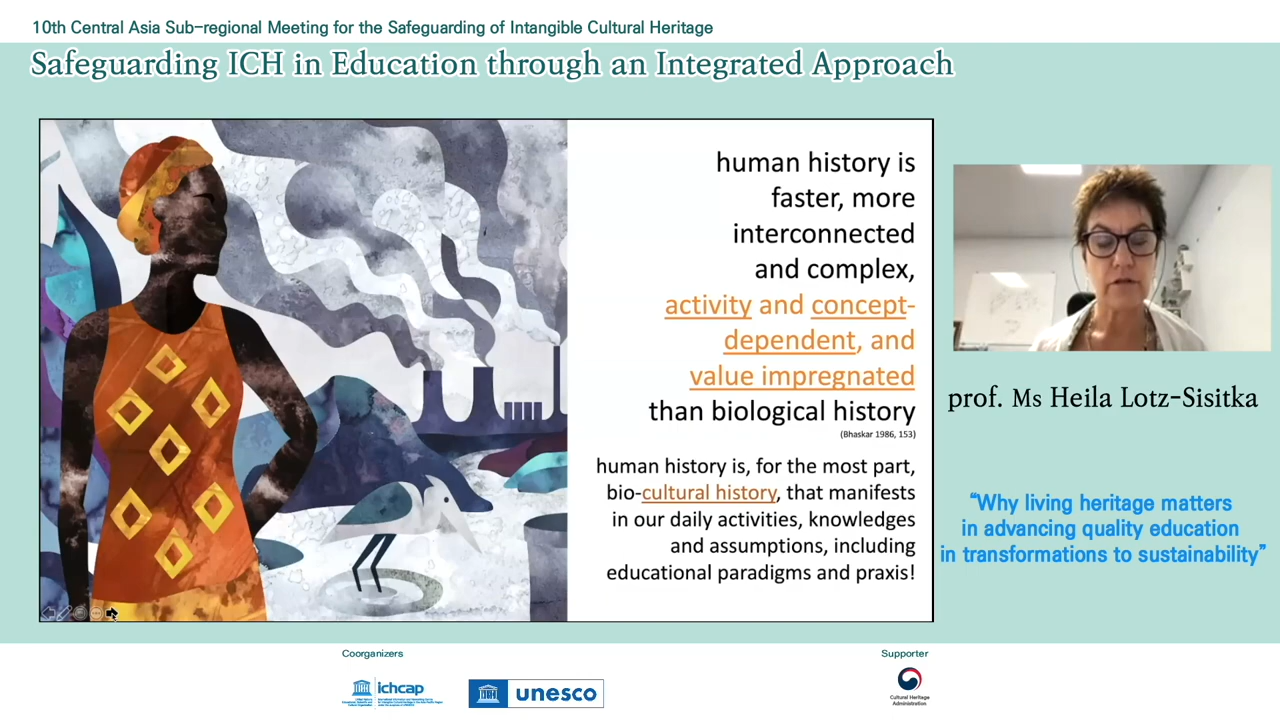 10th Central Asia Sub-regional Meeting for the Safeguarding of Intangible Cultural Heritage
Safeguarding ICH in Education through an Integrated Approach
human history is
faster, more
interconnected
and complex,
activity and concept-
dependent, and
value impregnated
than biological history
(Bhaskar 1986, 153)
human history is, for the most part,
bio-cultural history, that manifests
in our daily activities, knowledges
and assumptions, including
educational paradigms and praxis!
prof. Ms Heila Lotz-Sisitka
“Why living heritage matters
in advancing quality education
in transformations to sustainability”
Coorganizers
ichcap
unesco
Supporter
Cultural Heritage
Administration